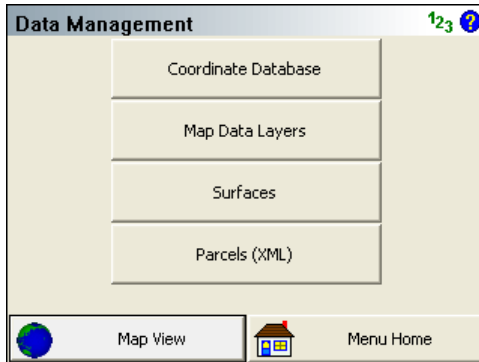 Data Management 123 ?
Coordinate Database
Map Data Layers
Surfaces
Parcels (XML)
Map View Menu Home